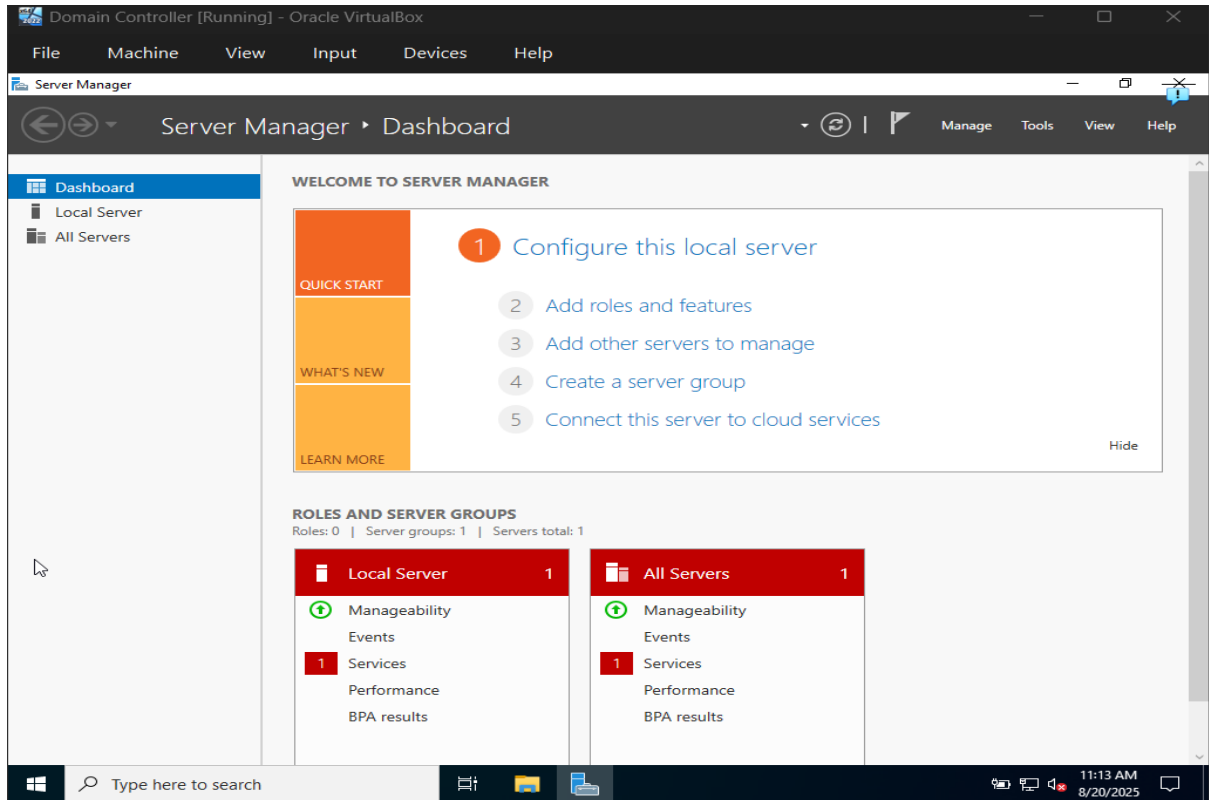 Domain Controller [Running] - Oracle VirtualBox
File Machine View Input Devices Help
Server Manager
Server Manager ‣ Dashboard
Manage Tools View Help
Dashboard
Local Server
All Servers
WELCOME TO SERVER MANAGER
QUICK START
WHAT'S NEW
LEARN MORE
1 Configure this local server
2 Add roles and features
3 Add other servers to manage
4 Create a server group
5 Connect this server to cloud services
Hide
ROLES AND SERVER GROUPS
Roles: 0 | Server groups: 1 | Servers total: 1
Local Server 1
Manageability
Events
1 Services
Performance
BPA results
All Servers 1
Manageability
Events
1 Services
Performance
BPA results
Type here to search
11:13 AM
8/20/2025